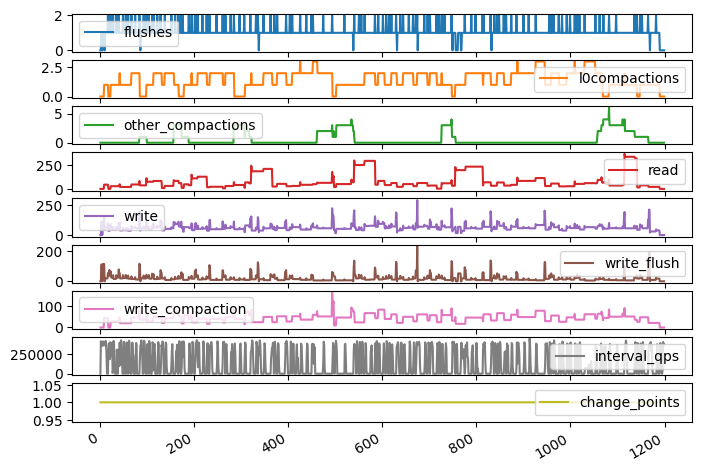 2
0
flushes
2.5
0.0
l0compactions
5
0
other_compactions
250
0
read
250
0
write
200
0
write_flush
100
0
write_compaction
250000
0
interval_qps
1.05
1.00
0.95
change_points
0 200 400 600 800 1000 1200